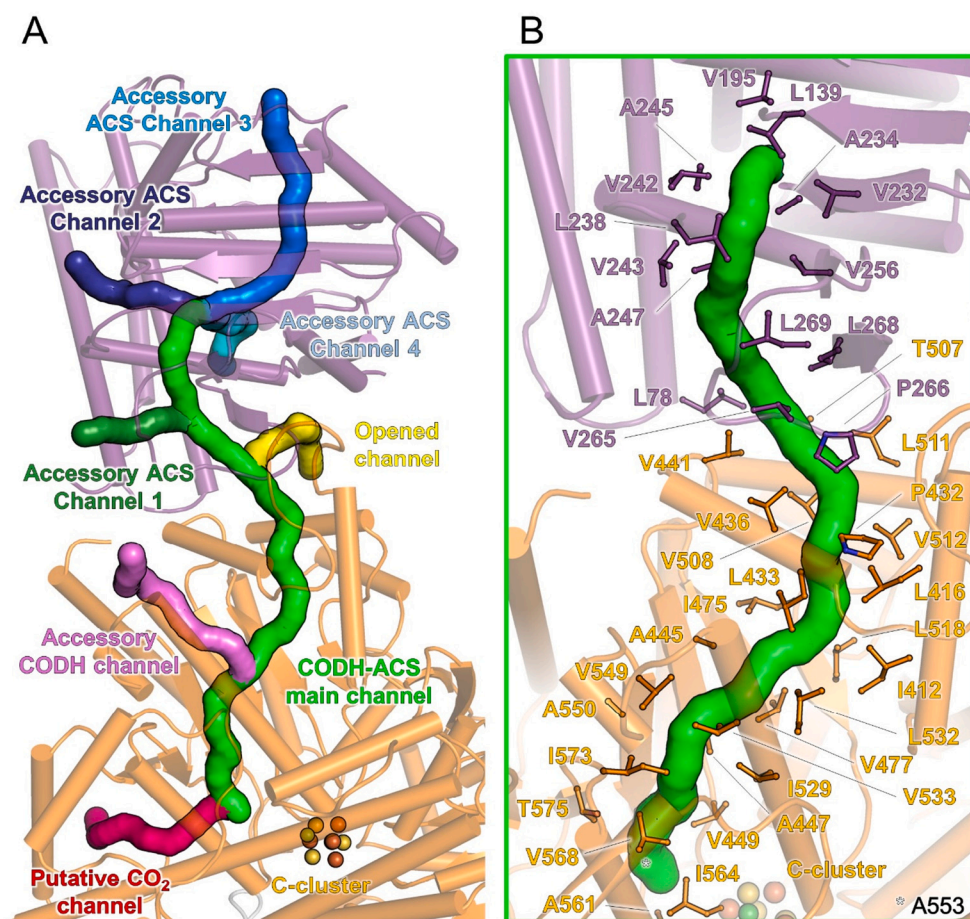 A
Accessory
ACS Channel 3
Accessory ACS
Channel 2
Accessory ACS
Channel 4
Opened
channel
Accessory ACS
Channel 1
Accessory
CODH channel
CODH-ACS
main channel
Putative CO₂
channel
C-cluster
B
V195
L139
A245
A234
V242
V232
L238
V243
V256
A247
L269
L268
T507
L78
P266
V265
L511
V441
P432
V436
V512
V508
L433
L416
I475
L518
A445
V549
I412
A550
L532
I573
V477
I529
V533
T575
A447
V449
V568
I564
C-cluster
A561
* A553
*